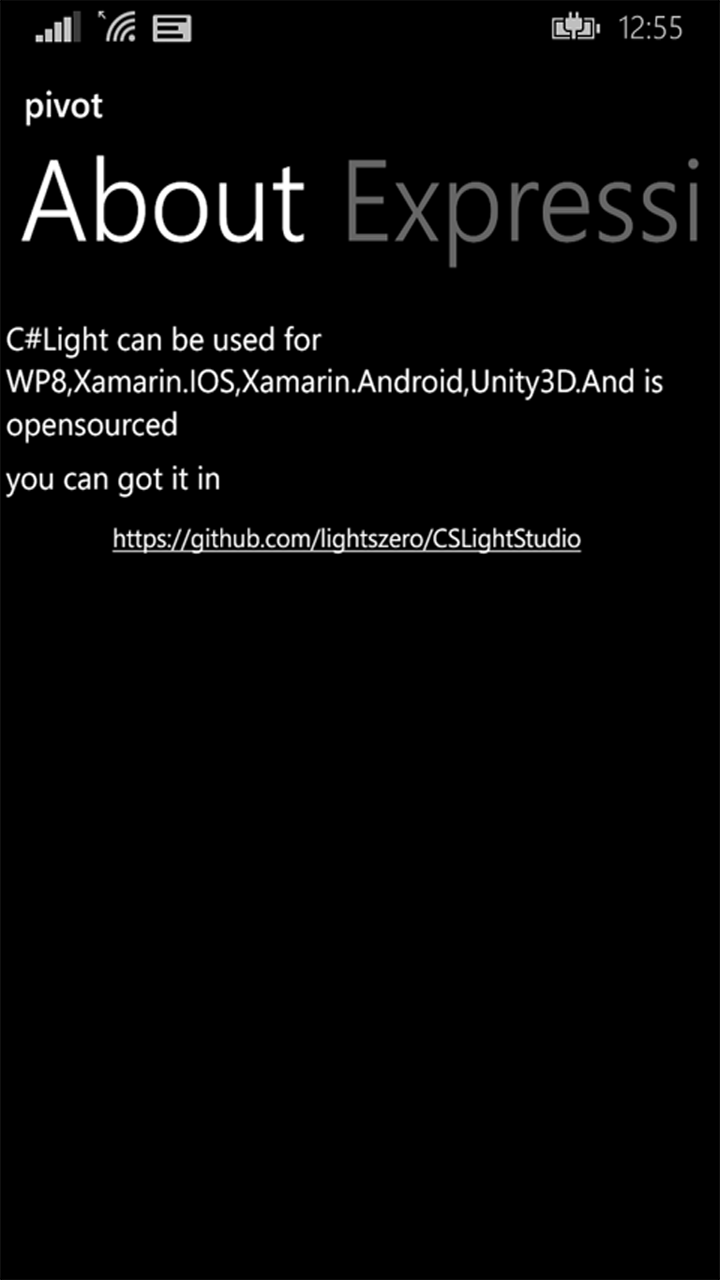 12:55
pivot
About Expressi
C#Light can be used for
WP8,Xamarin.IOS,Xamarin.Android,Unity3D.And is
opensourced
you can got it in
https://github.com/lightszero/CSLightStudio